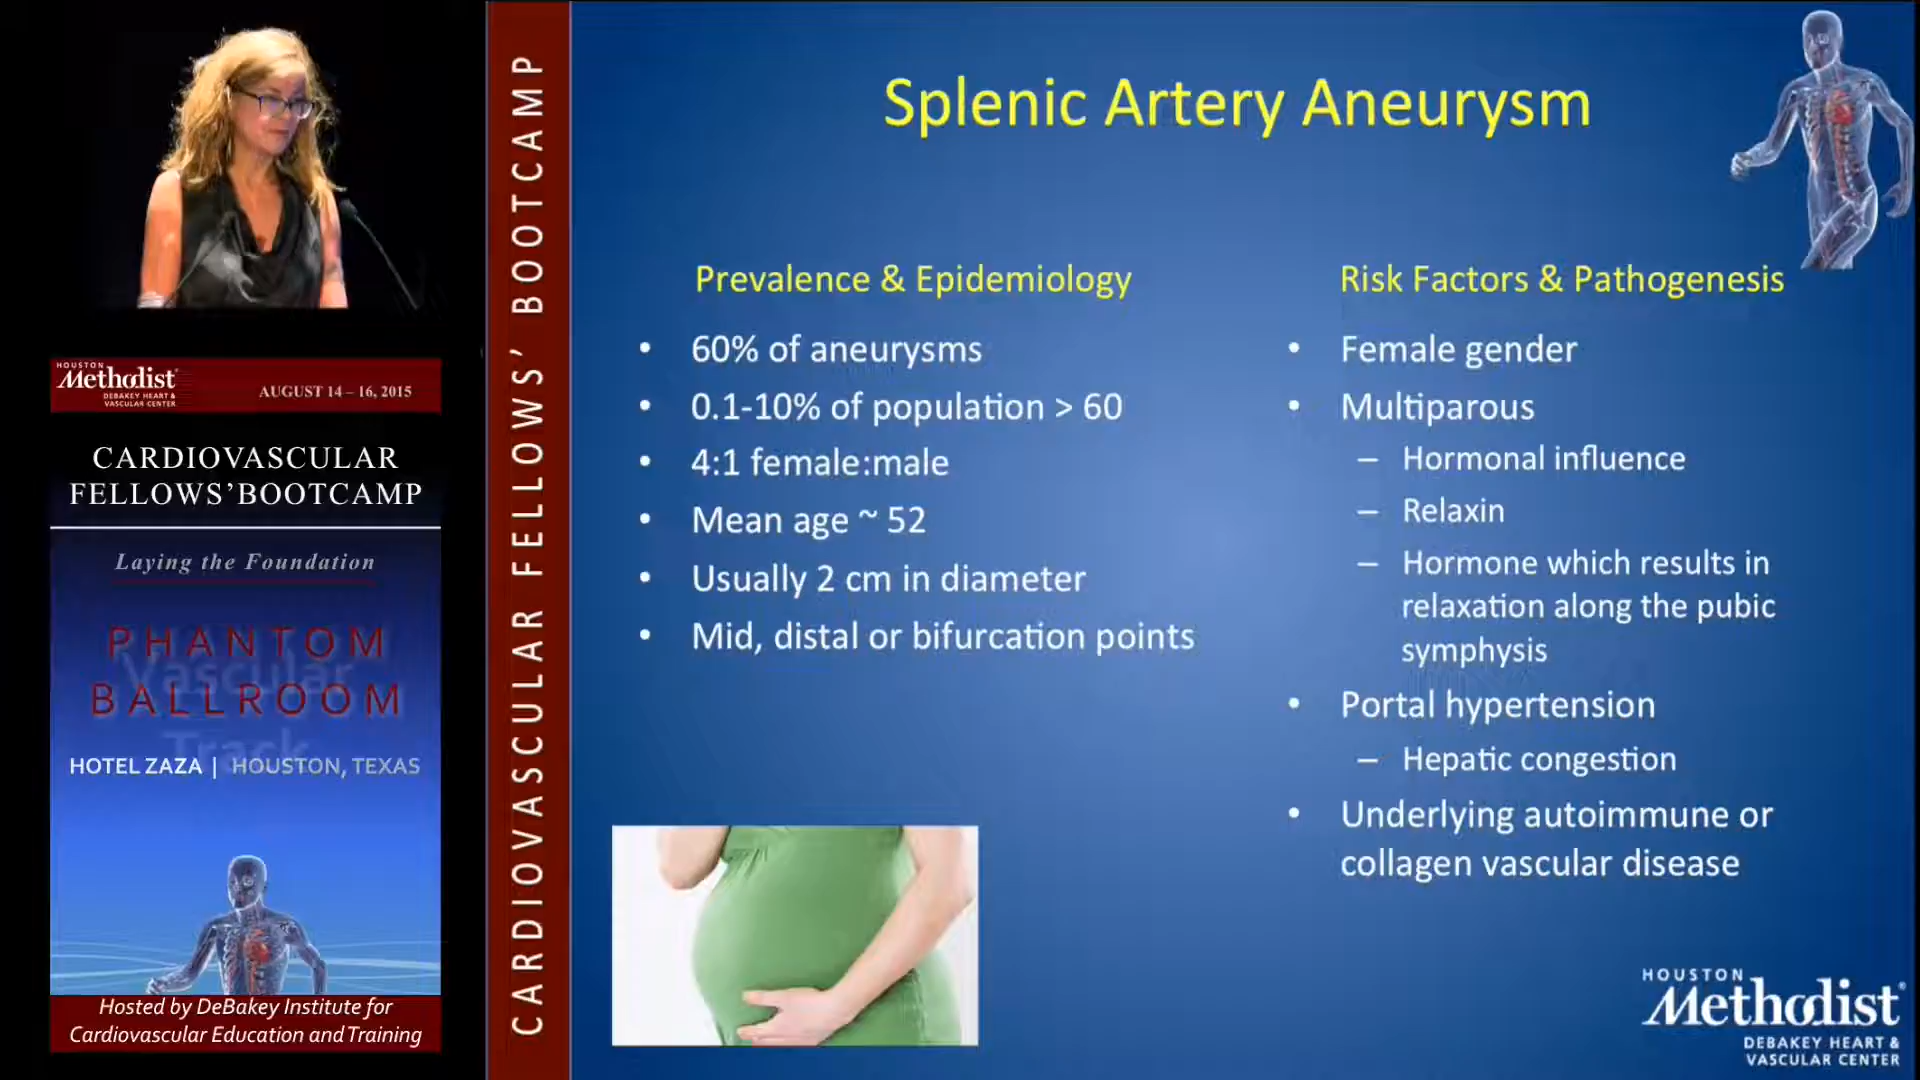 HOUSTON
Methodist
DEBAKEY HEART &
VASCULAR CENTER
AUGUST 14 – 16, 2015
CARDIOVASCULAR
FELLOWS’BOOTCAMP
Laying the Foundation
PHANTOM
Vascular
BALLROOM
Track
HOTEL ZAZA | HOUSTON, TEXAS
Hosted by DeBakey Institute for
Cardiovascular Education and Training
CARDIOVASCULAR FELLOWS’ BOOTCAMP
Splenic Artery Aneurysm
Prevalence & Epidemiology
• 60% of aneurysms
• 0.1-10% of population > 60
• 4:1 female:male
• Mean age ~ 52
• Usually 2 cm in diameter
• Mid, distal or bifurcation points
Risk Factors & Pathogenesis
• Female gender
• Multiparous
– Hormonal influence
– Relaxin
– Hormone which results in
relaxation along the pubic
symphysis
• Portal hypertension
– Hepatic congestion
• Underlying autoimmune or
collagen vascular disease
HOUSTON
Methodist
DEBAKEY HEART &
VASCULAR CENTER